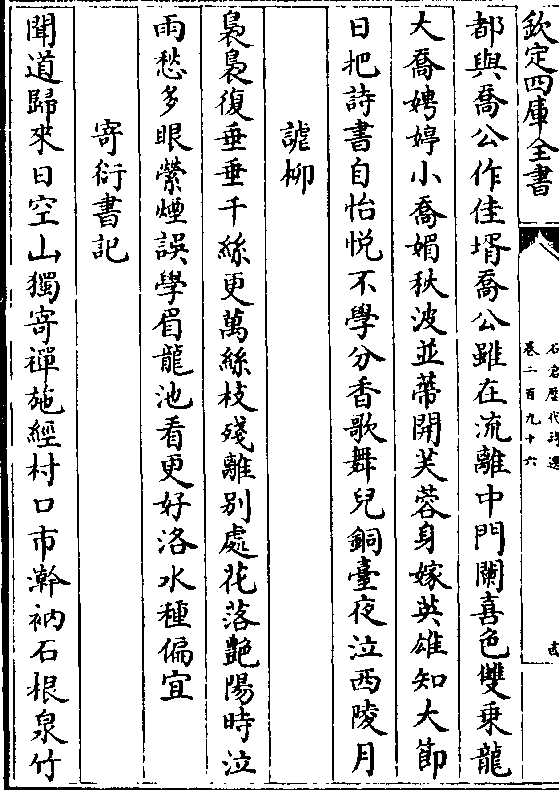 欽定四庫全書
石倉歷代詩選
卷二百九十六
都與喬公作佳壻喬公雖在流離中門闌喜色雙乗龍
大喬娉婷小喬媚秋波並蔕開芙蓉身嫁英雄知大節
日把詩書自怡悦不學分香歌舞兒銅臺夜泣西陵月
謔柳
裊裊復垂垂千絲更萬絲枝殘離别處花落艶陽時泣
雨愁多眼縈煙誤學眉龍池看更好洛水種偏宜
寄衍書記
聞道歸來日空山獨寄禪施經村口市澣衲石根泉竹